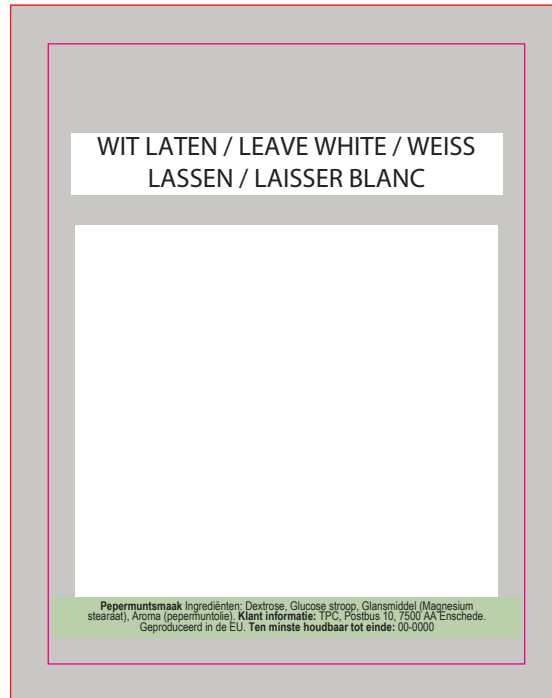 WIT LATEN / LEAVE WHITE / WEISS
LASSEN / LAISSER BLANC
Pepermuntsmaak Ingrediënten: Dextrose, Glucose stroop, Glansmiddel (Magnesium
stearaat), Aroma (pepermuntolie). Klant informatie: TPC, Postbus 10, 7500 AA Enschede.
Geproduceerd in de EU. Ten minste houdbaar tot einde: 00-0000